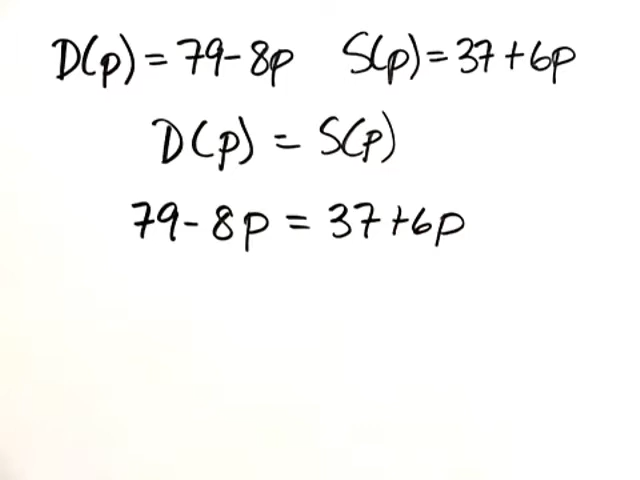 D(p) = 79 - 8p S(p) = 37 + 6p
D(p) = S(p)
79 - 8p = 37 + 6p